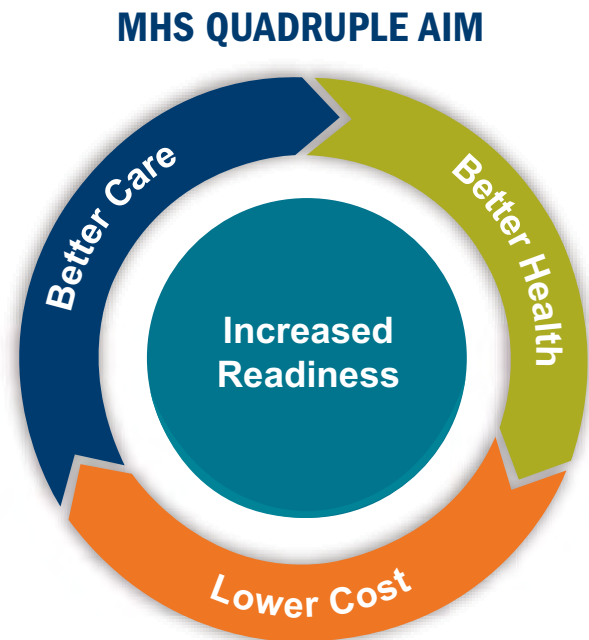 MHS QUADRUPLE AIM
Better Care
Better Health
Increased
Readiness
Lower Cost